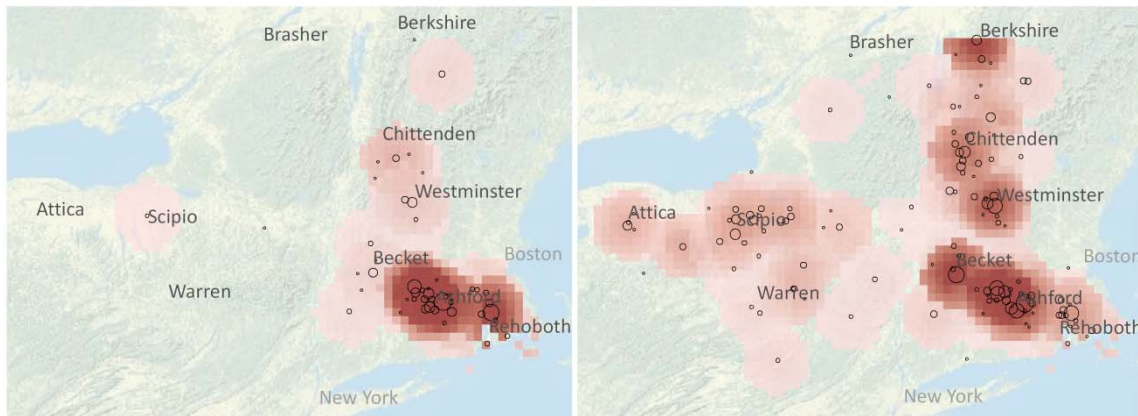 Brasher
Berkshire
Chittenden
Westminster
Attica
Scipio
Boston
Becket
Warren
Ashford
Rehoboth
New York
Brasher
Berkshire
Chittenden
Westminster
Attica
Scipio
Boston
Becket
Warren
Ashford
Rehoboth
New York